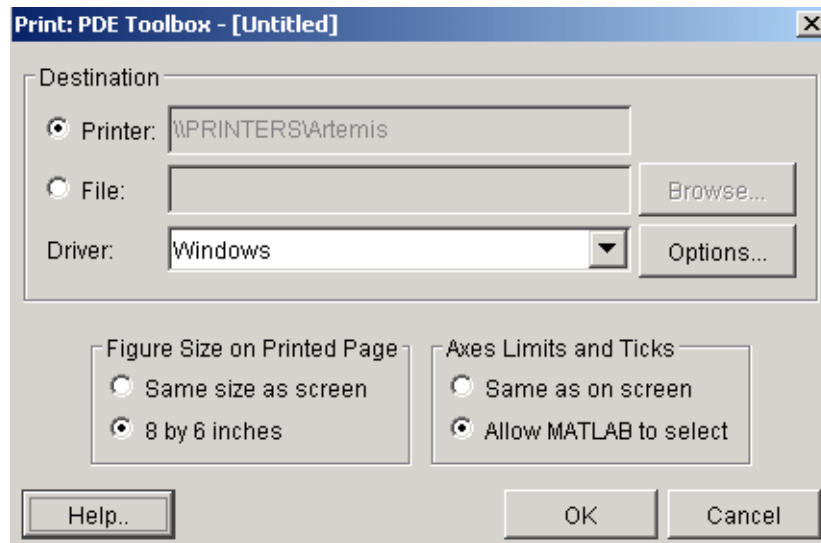 Print: PDE Toolbox - [Untitled]
Destination
Printer: \\PRINTERS\Artemis
File: Browse...
Driver: Windows Options...
Figure Size on Printed Page Axes Limits and Ticks
Same size as screen Same as on screen
8 by 6 inches Allow MATLAB to select
Help.. OK Cancel